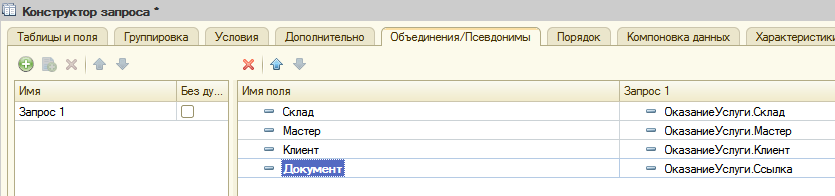 Конструктор запроса *
Таблицы и поля Группировка Условия Дополнительно Объединения/Псевдонимы Порядок Компоновка данных Характеристики
Имя Без ду... Имя поля Запрос 1
Запрос 1 Склад ОказаниеУслуги.Склад
Мастер ОказаниеУслуги.Мастер
Клиент ОказаниеУслуги.Клиент
Документ ОказаниеУслуги.Ссылка